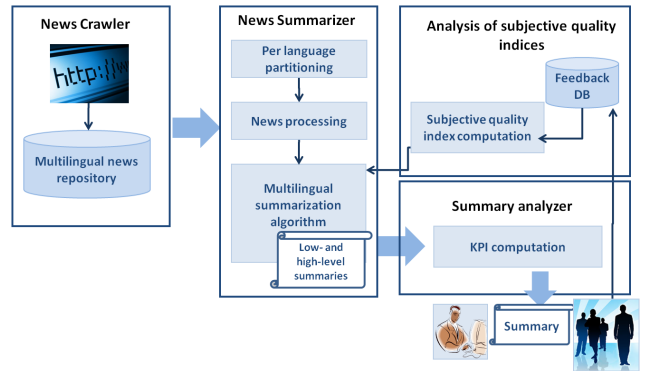 News Crawler
http://w
Multilingual news
repository
News Summarizer
Per language
partitioning
News processing
Multilingual
summarization
algorithm
Low- and
high-level
summaries
Analysis of subjective quality
indices
Feedback
DB
Subjective quality
index computation
Summary analyzer
KPI computation
Summary